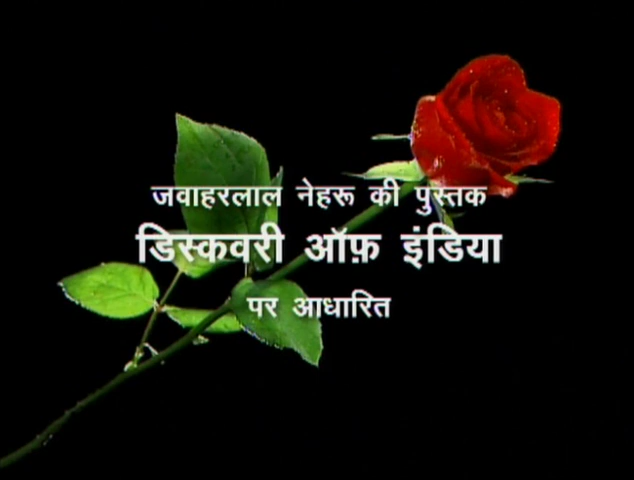 जवाहरलाल नेहरू की पुस्तक
डिस्कवरी ऑफ़ इंडिया
पर आधारित